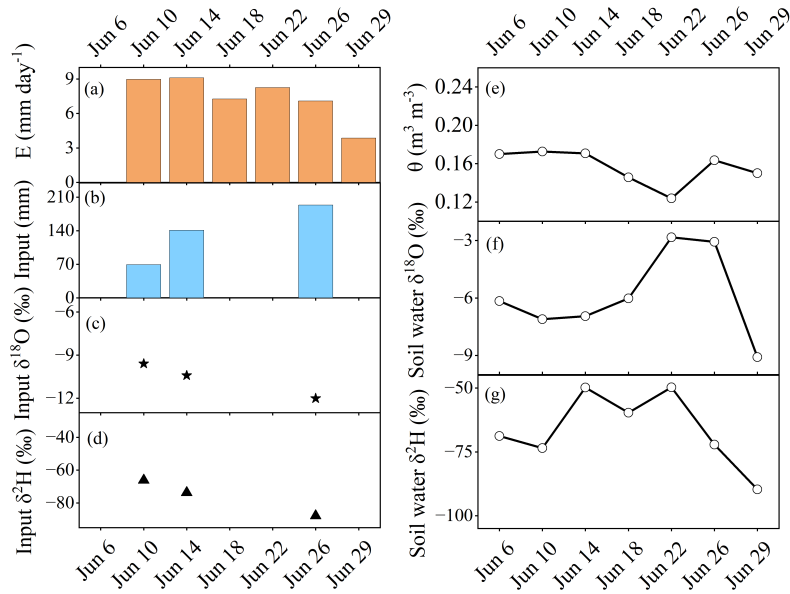 Jun 6 Jun 10 Jun 14 Jun 18 Jun 22 Jun 26 Jun 29
E (mm day⁻¹)
(a)
9
6
3
0
Input (mm)
(b)
210
140
70
0
Input δ¹⁸O (‰)
(c)
−6
−9
−12
Input δ²H (‰)
(d)
−40
−60
−80
Jun 6 Jun 10 Jun 14 Jun 18 Jun 22 Jun 26 Jun 29
Jun 6 Jun 10 Jun 14 Jun 18 Jun 22 Jun 26 Jun 29
θ (m³ m⁻³)
(e)
0.24
0.20
0.16
0.12
Soil water δ¹⁸O (‰)
(f)
−3
−6
−9
Soil water δ²H (‰)
(g)
−50
−75
−100
Jun 6 Jun 10 Jun 14 Jun 18 Jun 22 Jun 26 Jun 29